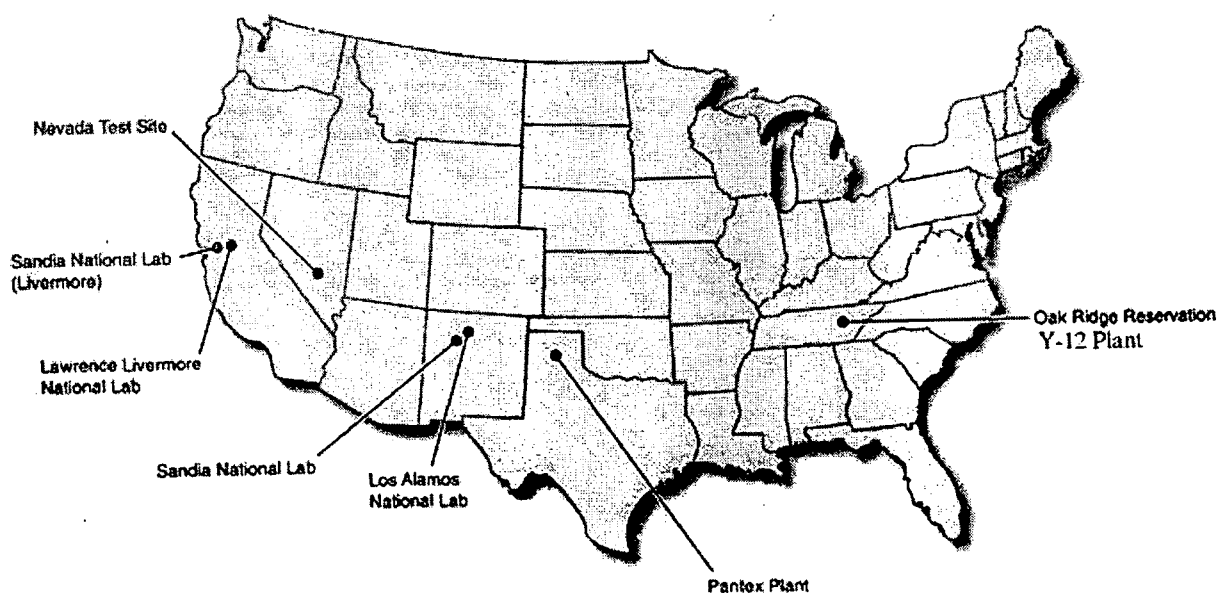 Nevada Test Site
Sandia National Lab
(Livermore)
Lawrence Livermore
National Lab
Sandia National Lab
Los Alamos
National Lab
Pantex Plant
Oak Ridge Reservation
Y-12 Plant